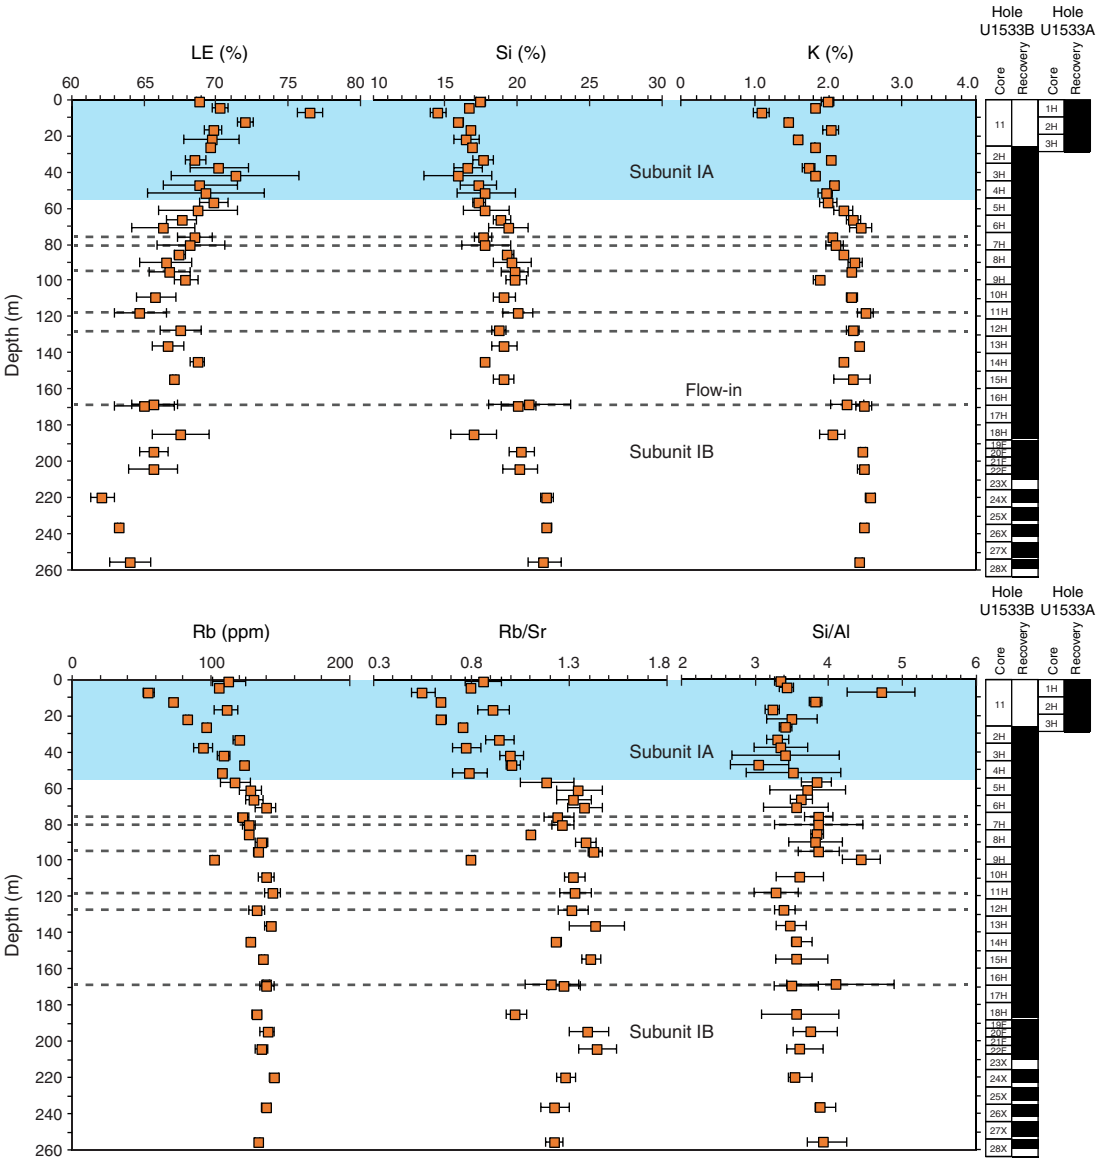 Hole Hole
U1533B U1533A
LE (%) Si (%) K (%)
Core Recovery Core Recovery
60 65 70 75 80 10 15 20 25 30 0 1.0 2.0 3.0 4.0
0
20
40
60
80
100
120
140
160
180
200
220
240
260
Depth (m)
Subunit IA
Flow-in
Subunit IB
11
2H
3H
4H
5H
6H
7H
8H
9H
10H
11H
12H
13H
14H
15H
16H
17H
18H
19F
20F
21F
22F
23X
24X
25X
26X
27X
28X
1H
2H
3H
Hole Hole
U1533B U1533A
Rb (ppm) Rb/Sr Si/Al
Core Recovery Core Recovery
0 100 200 0.3 0.8 1.3 1.8 2 3 4 5 6
0
20
40
60
80
100
120
140
160
180
200
220
240
260
Depth (m)
Subunit IA
Subunit IB
11
2H
3H
4H
5H
6H
7H
8H
9H
10H
11H
12H
13H
14H
15H
16H
17H
18H
19F
20F
21F
22F
23X
24X
25X
26X
27X
28X
1H
2H
3H